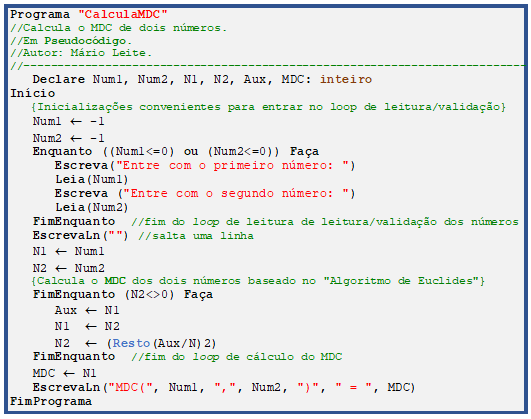 Programa "CalculaMDC"
//Calcula o MDC de dois números.
//Em Pseudocódigo.
//Autor: Mário Leite.
//------------------------------------------------------------------
Declare Num1, Num2, N1, N2, Aux, MDC: inteiro
Início
{Inicializações convenientes para entrar no loop de leitura/validação}
Num1 ← -1
Num2 ← -1
Enquanto ((Num1<=0) ou (Num2<=0)) Faça
Escreva("Entre com o primeiro número: ")
Leia(Num1)
Escreva ("Entre com o segundo número: ")
Leia(Num2)
FimEnquanto //fim do loop de leitura de leitura/validação dos números
EscrevaLn("") //salta uma linha
N1 ← Num1
N2 ← Num2
{Calcula o MDC dos dois números baseado no "Algoritmo de Euclides"}
FimEnquanto (N2<>0) Faça
Aux ← N1
N1 ← N2
N2 ← (Resto(Aux/N)2)
FimEnquanto //fim do loop de cálculo do MDC
MDC ← N1
EscrevaLn("MDC(", Num1, ",", Num2, ")", " = ", MDC)
FimPrograma